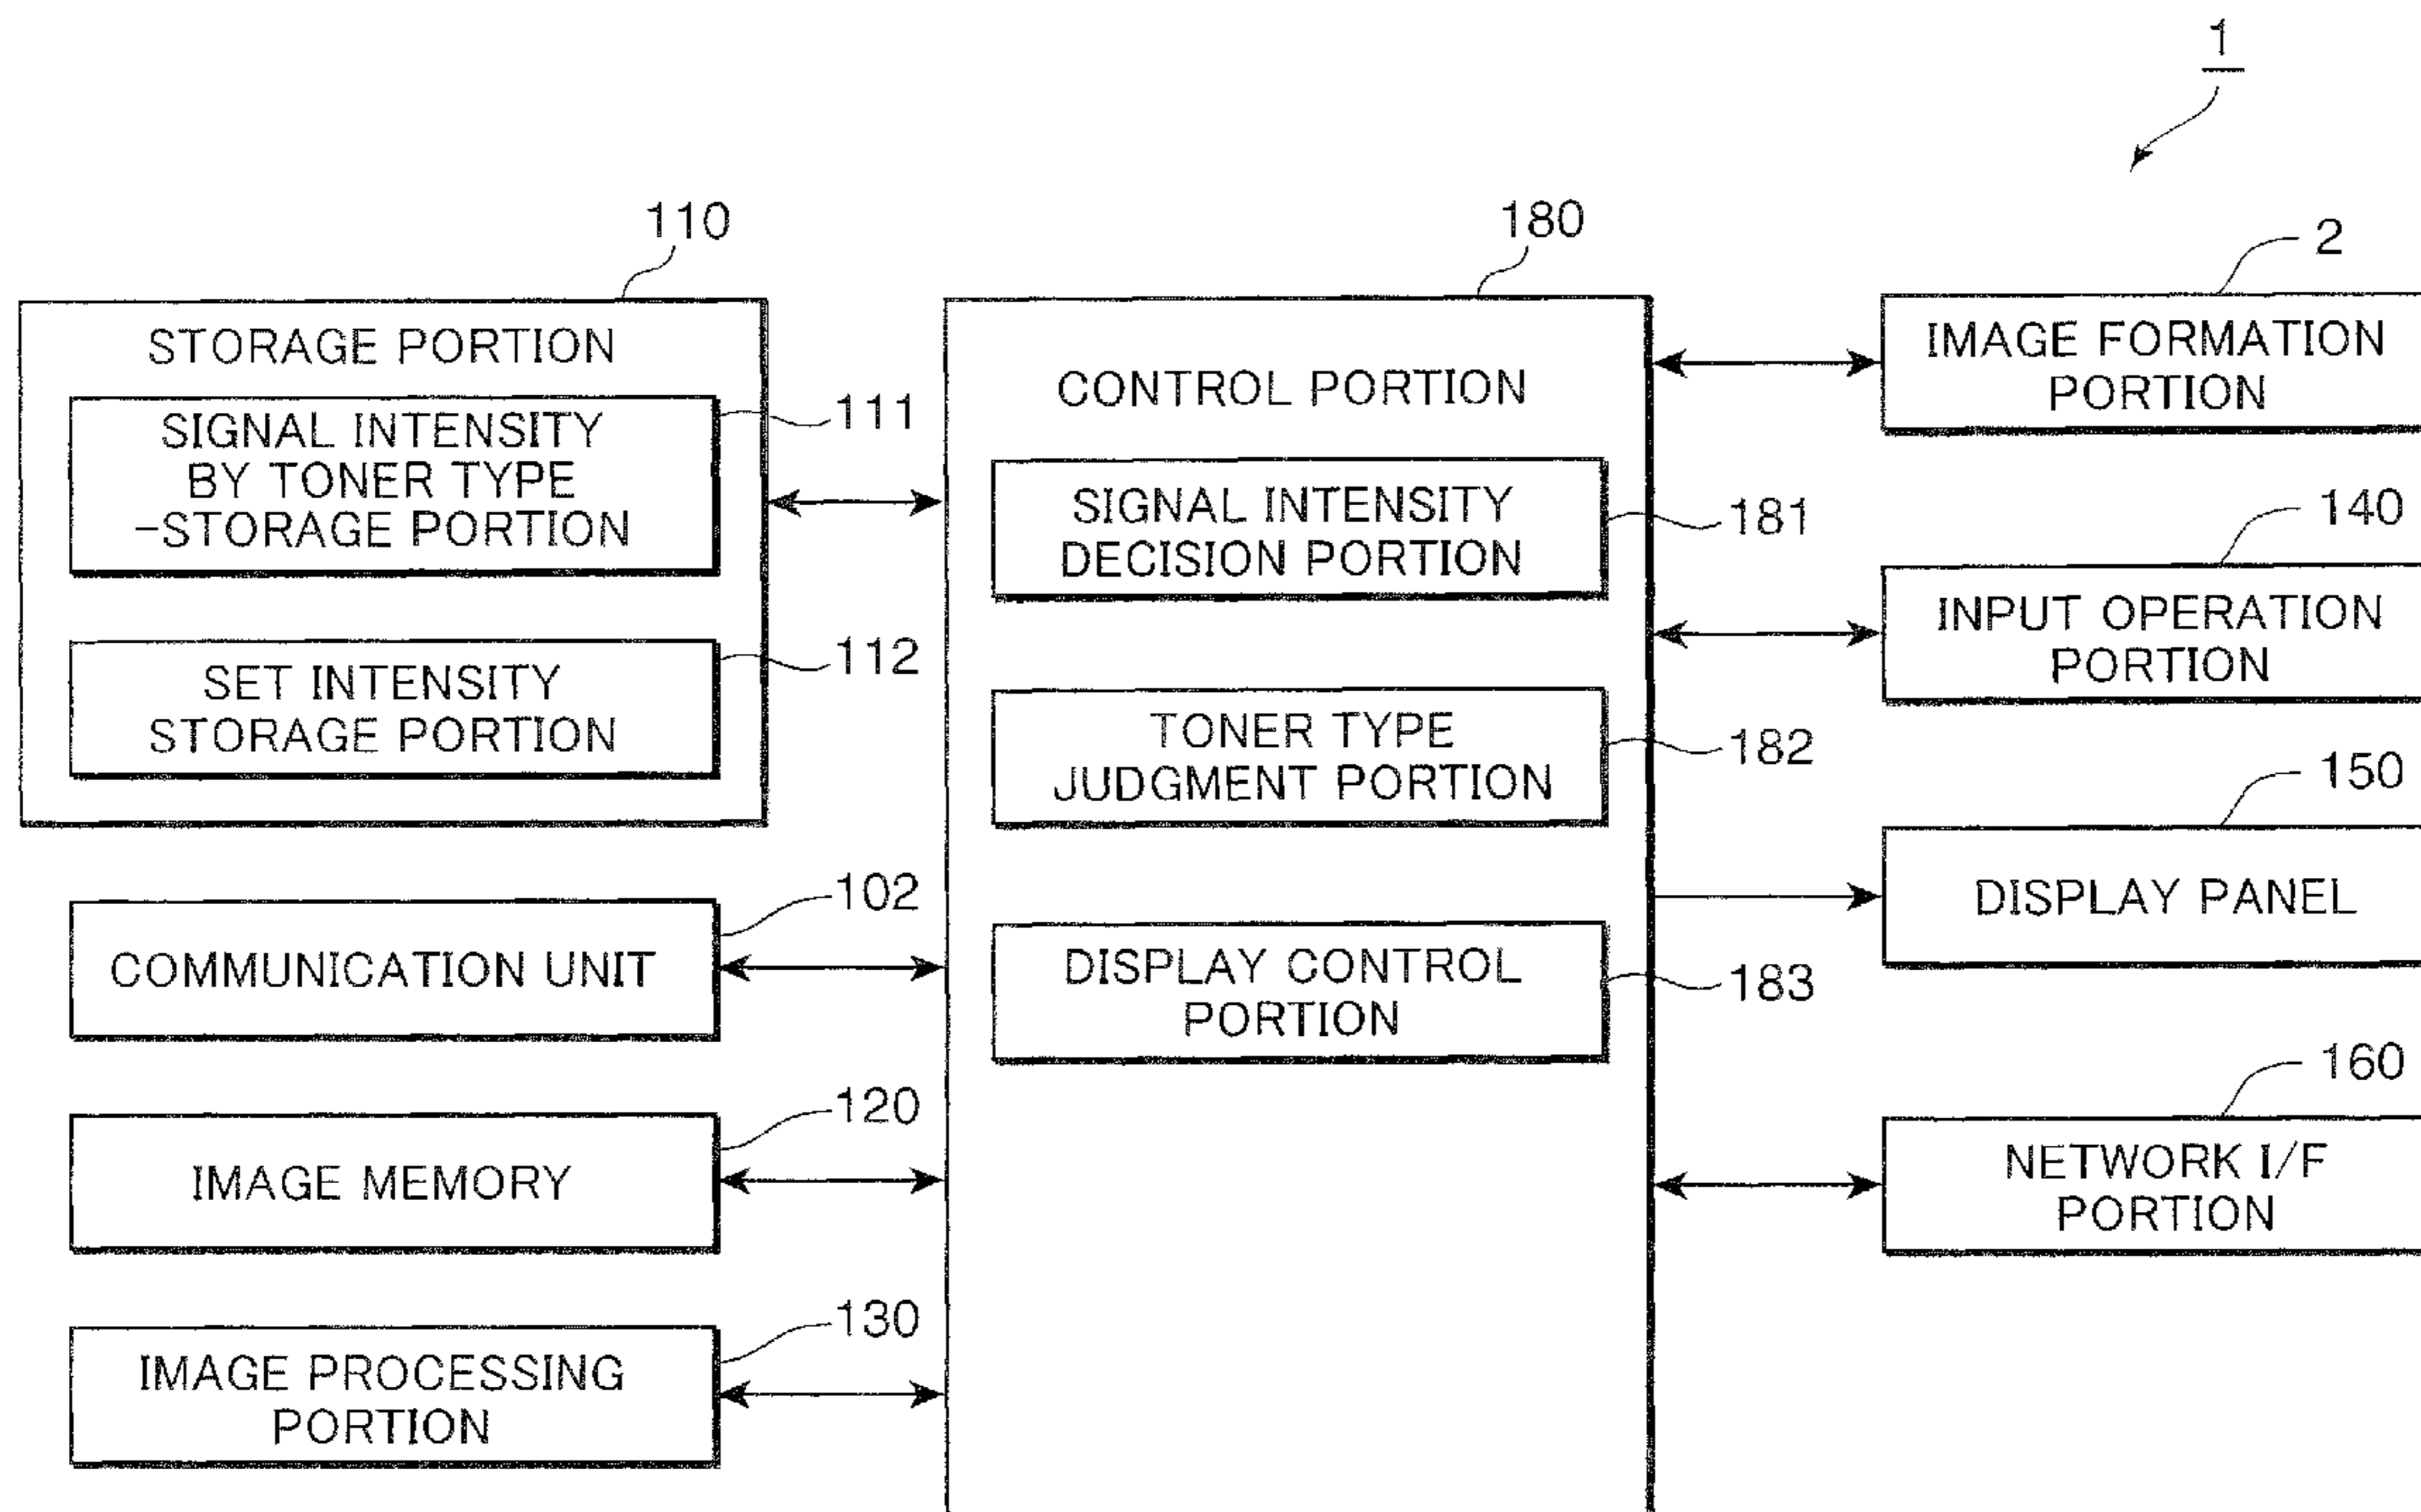 1
110
STORAGE PORTION
111
SIGNAL INTENSITY
BY TONER TYPE
-STORAGE PORTION
112
SET INTENSITY
STORAGE PORTION
102
COMMUNICATION UNIT
120
IMAGE MEMORY
130
IMAGE PROCESSING
PORTION
180
CONTROL PORTION
181
SIGNAL INTENSITY
DECISION PORTION
182
TONER TYPE
JUDGMENT PORTION
183
DISPLAY CONTROL
PORTION
2
IMAGE FORMATION
PORTION
140
INPUT OPERATION
PORTION
150
DISPLAY PANEL
160
NETWORK I/F
PORTION